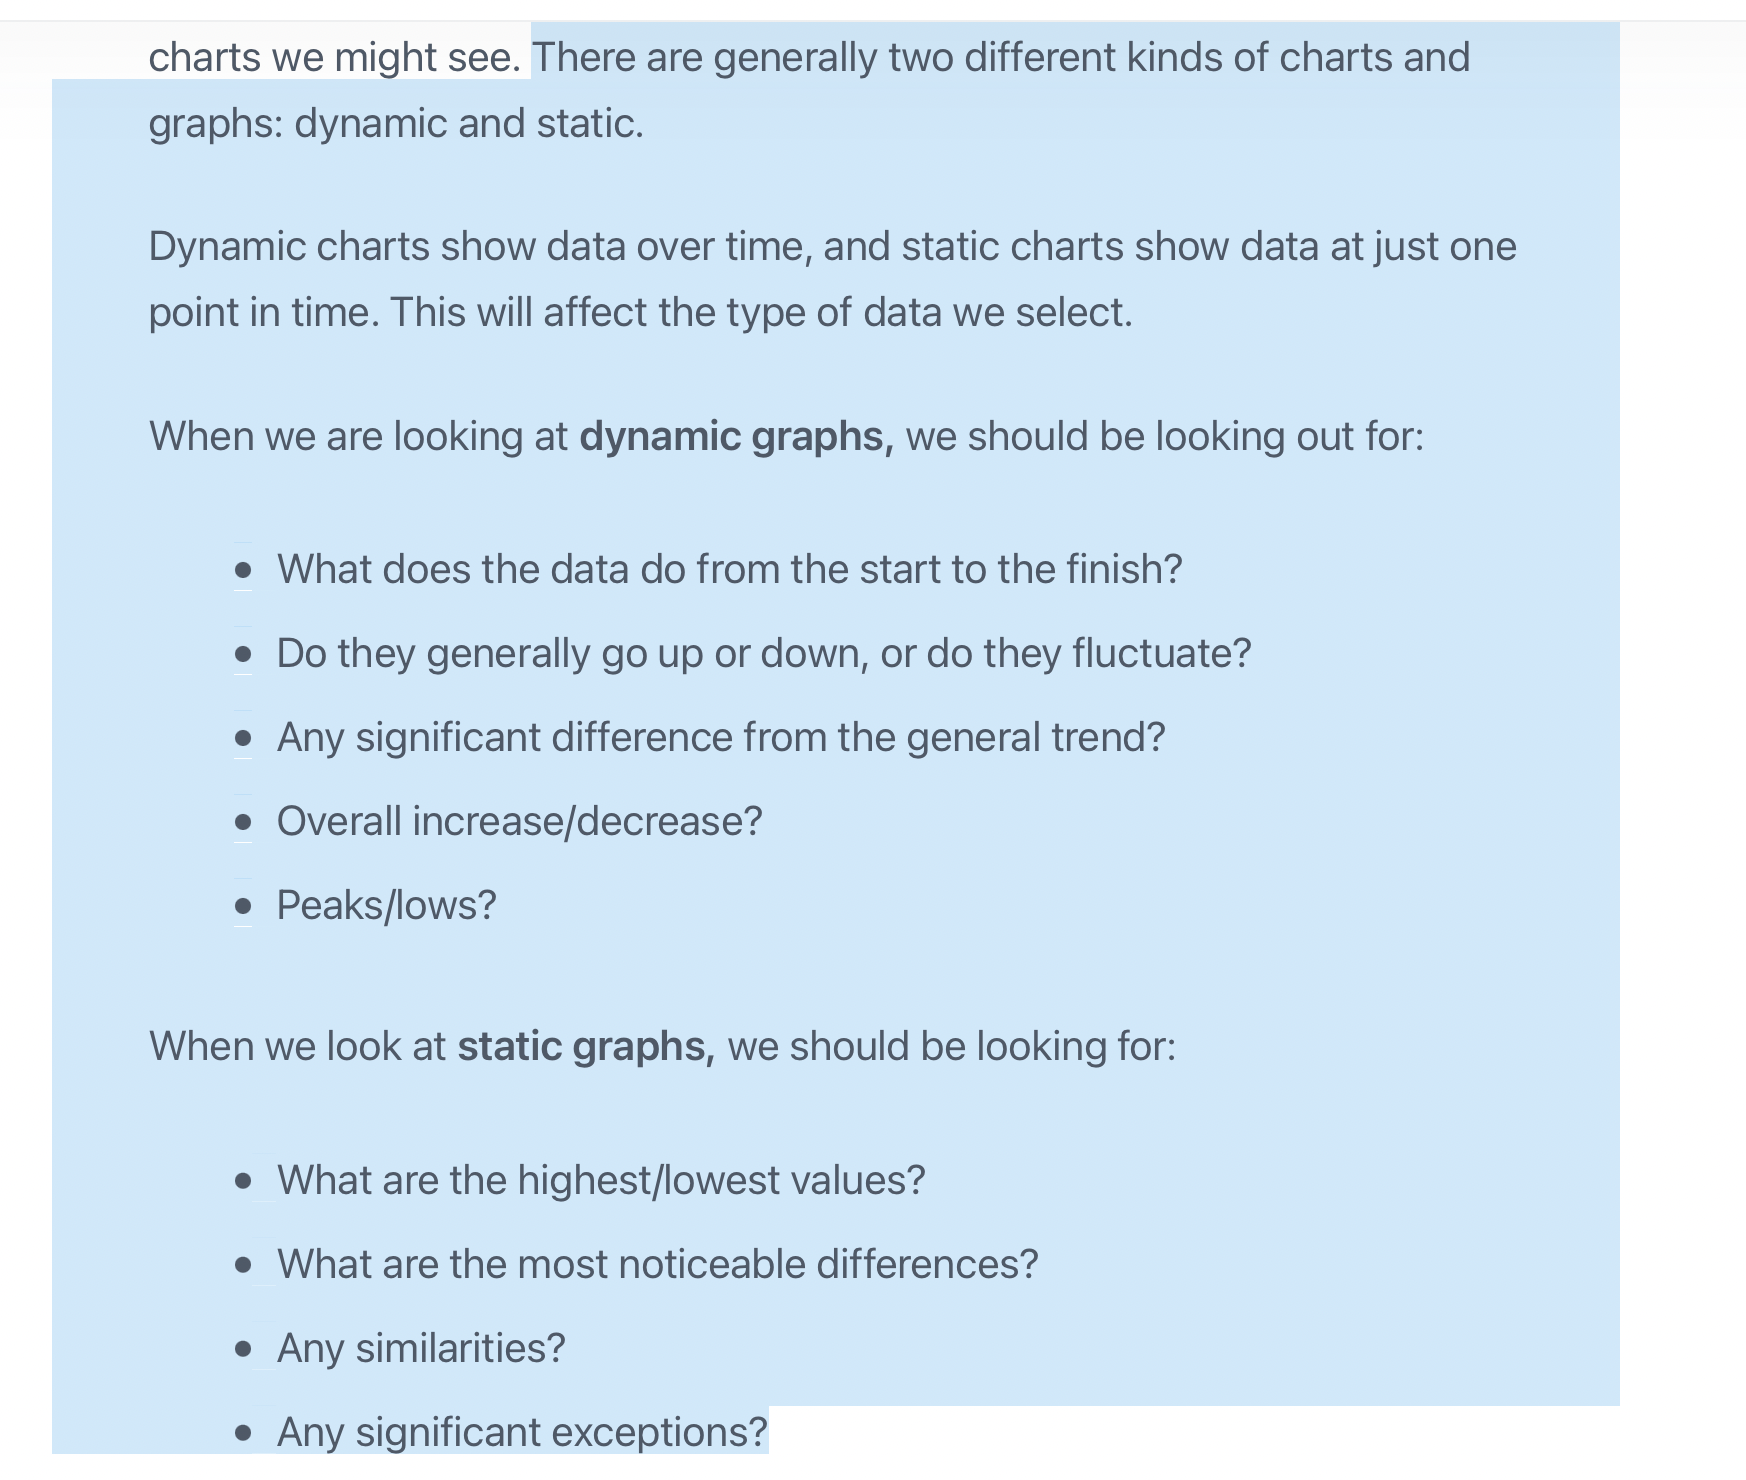 charts we might see. There are generally two different kinds of charts and
graphs: dynamic and static.
Dynamic charts show data over time, and static charts show data at just one
point in time. This will affect the type of data we select.
When we are looking at dynamic graphs, we should be looking out for:
• What does the data do from the start to the finish?
• Do they generally go up or down, or do they fluctuate?
• Any significant difference from the general trend?
• Overall increase/decrease?
• Peaks/lows?
When we look at static graphs, we should be looking for:
• What are the highest/lowest values?
• What are the most noticeable differences?
• Any similarities?
• Any significant exceptions?